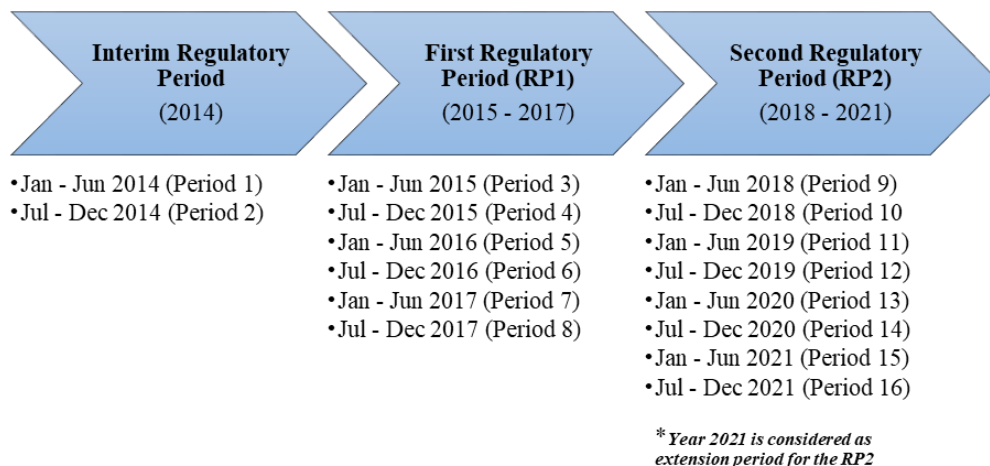 Interim Regulatory
Period
(2014)
•Jan - Jun 2014 (Period 1)
•Jul - Dec 2014 (Period 2)
First Regulatory
Period (RP1)
(2015 - 2017)
•Jan - Jun 2015 (Period 3)
•Jul - Dec 2015 (Period 4)
•Jan - Jun 2016 (Period 5)
•Jul - Dec 2016 (Period 6)
•Jan - Jun 2017 (Period 7)
•Jul - Dec 2017 (Period 8)
Second Regulatory
Period (RP2)
(2018 - 2021)
•Jan - Jun 2018 (Period 9)
•Jul - Dec 2018 (Period 10
•Jan - Jun 2019 (Period 11)
•Jul - Dec 2019 (Period 12)
•Jan - Jun 2020 (Period 13)
•Jul - Dec 2020 (Period 14)
•Jan - Jun 2021 (Period 15)
•Jul - Dec 2021 (Period 16)
* Year 2021 is considered as
extension period for the RP2